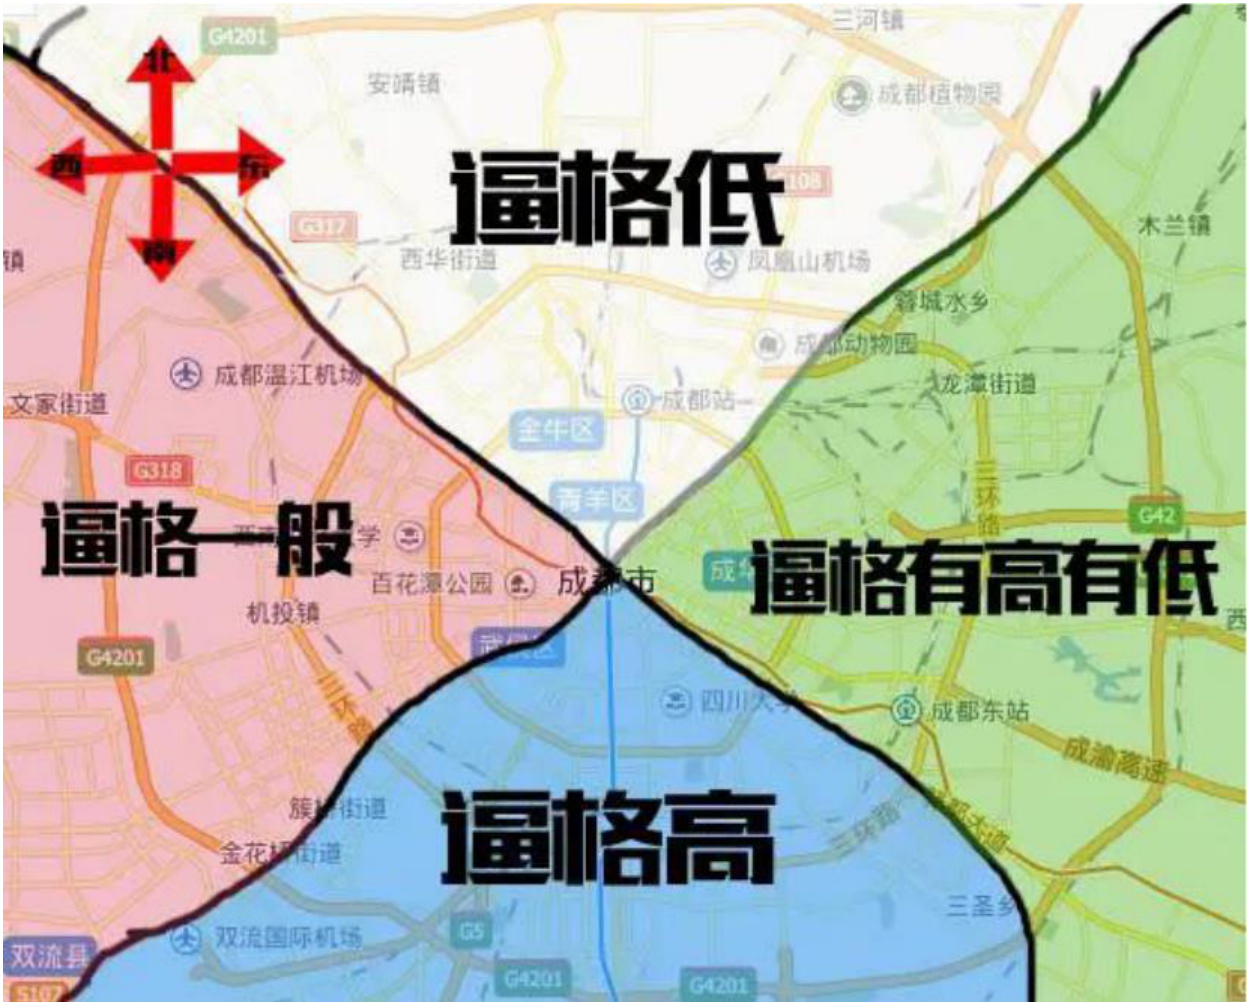 三河镇
G4201
北
安靖镇
成都植物园
西
东
逼格低
108
G317
木兰镇
南
镇
西华街道
凤凰山机场
蓉城水乡
成都动物园
成都温江机场
龙潭街道
文家街道
成都站
金牛区
G318
三环路
青羊区
G42
逼格一般
学
逼格有高有低
百花潭公园
成都市
成华
机投镇
西
武侯区
G4201
四川大学
三环路
成都东站
成渝高速
逼格高
簇桥街道
三环路
成都大道
金花桥街道
三圣乡
双流国际机场
G5
双流县
G4201
G4201
S107